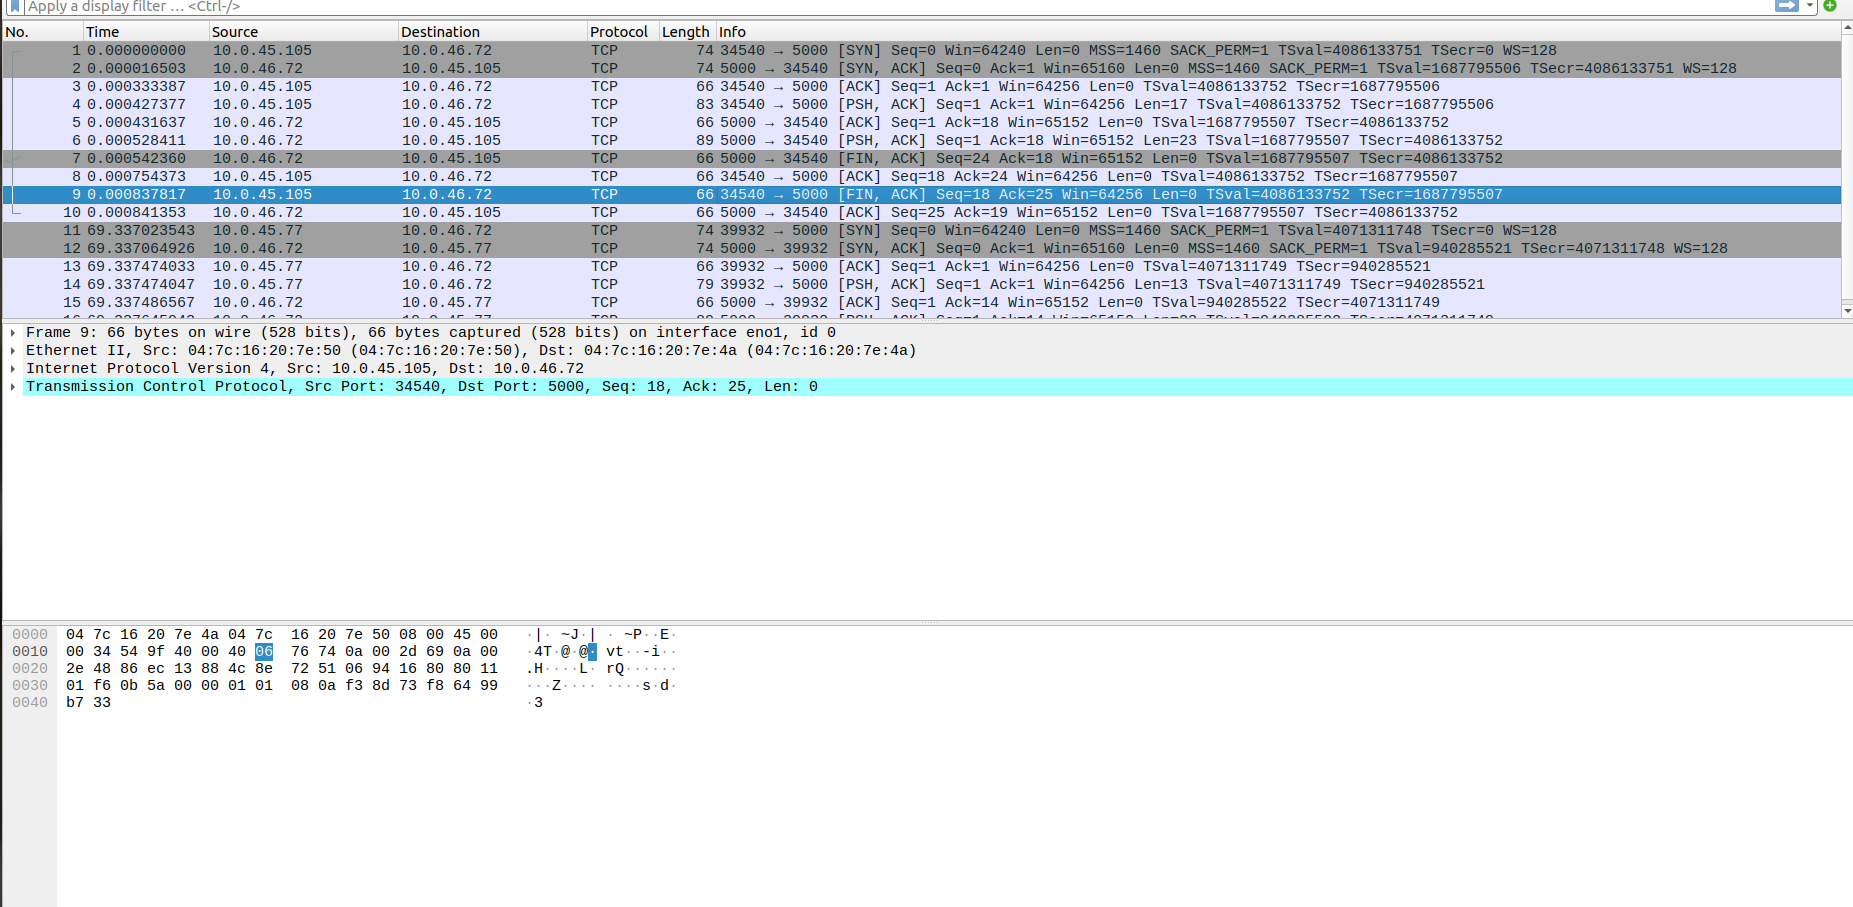 Apply a display filter … <Ctrl-/>
No. Time Source Destination Protocol Length Info
1 0.000000000 10.0.45.105 10.0.46.72 TCP 74 34540 → 5000 [SYN] Seq=0 Win=64240 Len=0 MSS=1460 SACK_PERM=1 TSval=4086133751 TSecr=0 WS=128
2 0.000016503 10.0.46.72 10.0.45.105 TCP 74 5000 → 34540 [SYN, ACK] Seq=0 Ack=1 Win=65160 Len=0 MSS=1460 SACK_PERM=1 TSval=1687795506 TSecr=4086133751 WS=128
3 0.000333387 10.0.45.105 10.0.46.72 TCP 66 34540 → 5000 [ACK] Seq=1 Ack=1 Win=64256 Len=0 TSval=4086133752 TSecr=1687795506
4 0.000427377 10.0.45.105 10.0.46.72 TCP 83 34540 → 5000 [PSH, ACK] Seq=1 Ack=1 Win=64256 Len=17 TSval=4086133752 TSecr=1687795506
5 0.000431637 10.0.46.72 10.0.45.105 TCP 66 5000 → 34540 [ACK] Seq=1 Ack=18 Win=65152 Len=0 TSval=1687795507 TSecr=4086133752
6 0.000528411 10.0.46.72 10.0.45.105 TCP 89 5000 → 34540 [PSH, ACK] Seq=1 Ack=18 Win=65152 Len=23 TSval=1687795507 TSecr=4086133752
7 0.000542360 10.0.46.72 10.0.45.105 TCP 66 5000 → 34540 [FIN, ACK] Seq=24 Ack=18 Win=65152 Len=0 TSval=1687795507 TSecr=4086133752
8 0.000754373 10.0.45.105 10.0.46.72 TCP 66 34540 → 5000 [ACK] Seq=18 Ack=24 Win=64256 Len=0 TSval=4086133752 TSecr=1687795507
9 0.000837817 10.0.45.105 10.0.46.72 TCP 66 34540 → 5000 [FIN, ACK] Seq=18 Ack=25 Win=64256 Len=0 TSval=4086133752 TSecr=1687795507
10 0.000841353 10.0.46.72 10.0.45.105 TCP 66 5000 → 34540 [ACK] Seq=25 Ack=19 Win=65152 Len=0 TSval=1687795507 TSecr=4086133752
11 69.337023543 10.0.45.77 10.0.46.72 TCP 74 39932 → 5000 [SYN] Seq=0 Win=64240 Len=0 MSS=1460 SACK_PERM=1 TSval=4071311748 TSecr=0 WS=128
12 69.337064926 10.0.46.72 10.0.45.77 TCP 74 5000 → 39932 [SYN, ACK] Seq=0 Ack=1 Win=65160 Len=0 MSS=1460 SACK_PERM=1 TSval=940285521 TSecr=4071311748 WS=128
13 69.337474033 10.0.45.77 10.0.46.72 TCP 66 39932 → 5000 [ACK] Seq=1 Ack=1 Win=64256 Len=0 TSval=4071311749 TSecr=940285521
14 69.337474047 10.0.45.77 10.0.46.72 TCP 79 39932 → 5000 [PSH, ACK] Seq=1 Ack=1 Win=64256 Len=13 TSval=4071311749 TSecr=940285521
15 69.337486567 10.0.46.72 10.0.45.77 TCP 66 5000 → 39932 [ACK] Seq=1 Ack=14 Win=65152 Len=0 TSval=940285522 TSecr=4071311749
Frame 9: 66 bytes on wire (528 bits), 66 bytes captured (528 bits) on interface eno1, id 0
Ethernet II, Src: 04:7c:16:20:7e:50 (04:7c:16:20:7e:50), Dst: 04:7c:16:20:7e:4a (04:7c:16:20:7e:4a)
Internet Protocol Version 4, Src: 10.0.45.105, Dst: 10.0.46.72
Transmission Control Protocol, Src Port: 34540, Dst Port: 5000, Seq: 18, Ack: 25, Len: 0
0000 04 7c 16 20 7e 4a 04 7c 16 20 7e 50 08 00 45 00 ·|· ~J·| · ~P··E·
0010 00 34 54 9f 40 00 40 06 76 74 0a 00 2d 69 0a 00 ·4T·@·@· vt··-i··
0020 2e 48 86 ec 13 88 4c 8e 72 51 06 94 16 80 80 11 .H····L· rQ······
0030 01 f6 0b 5a 00 00 01 01 08 0a f3 8d 73 f8 64 99 ···Z···· ····s·d·
0040 b7 33 ·3